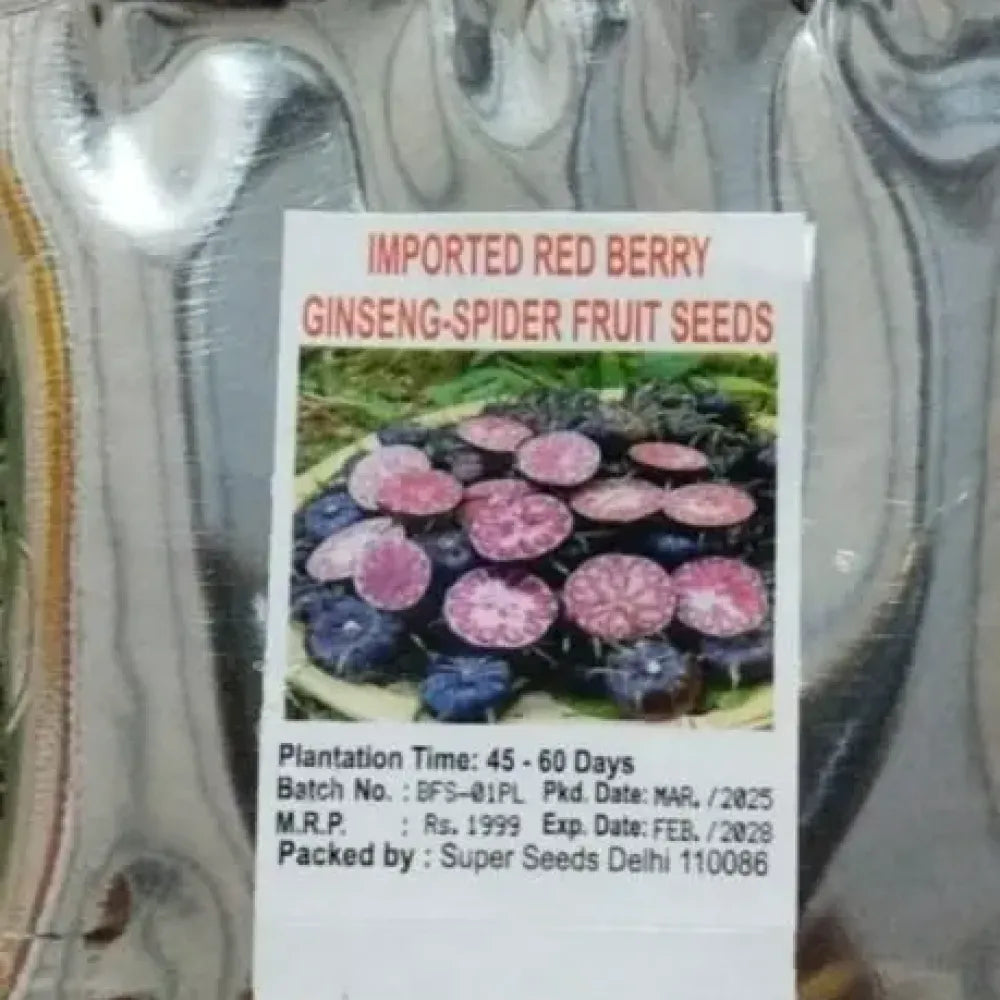 IMPORTED RED BERRY
GINSENG-SPIDER FRUIT SEEDS
Plantation Time: 45 - 60 Days
Batch No. : BFS-01PL Pkd. Date: MAR. /2025
M.R.P. : Rs. 1999 Exp. Date: FEB. /2028
Packed by : Super Seeds Delhi 110086